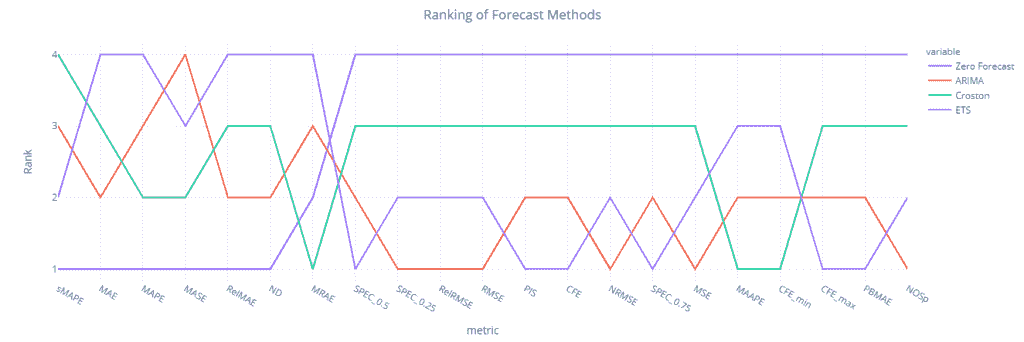 Ranking of Forecast Methods
variable
Zero Forecast
ARIMA
Croston
ETS
Rank
4
3
2
1
sMAPE
MAE
MAPE
MASE
RelMAE
ND
MRAE
SPEC_0.5
SPEC_0.25
RelRMSE
RMSE
PIS
CFE
NRMSE
SPEC_0.75
MSE
MAAPE
CFE_min
CFE_max
PBMAE
NOSp
metric